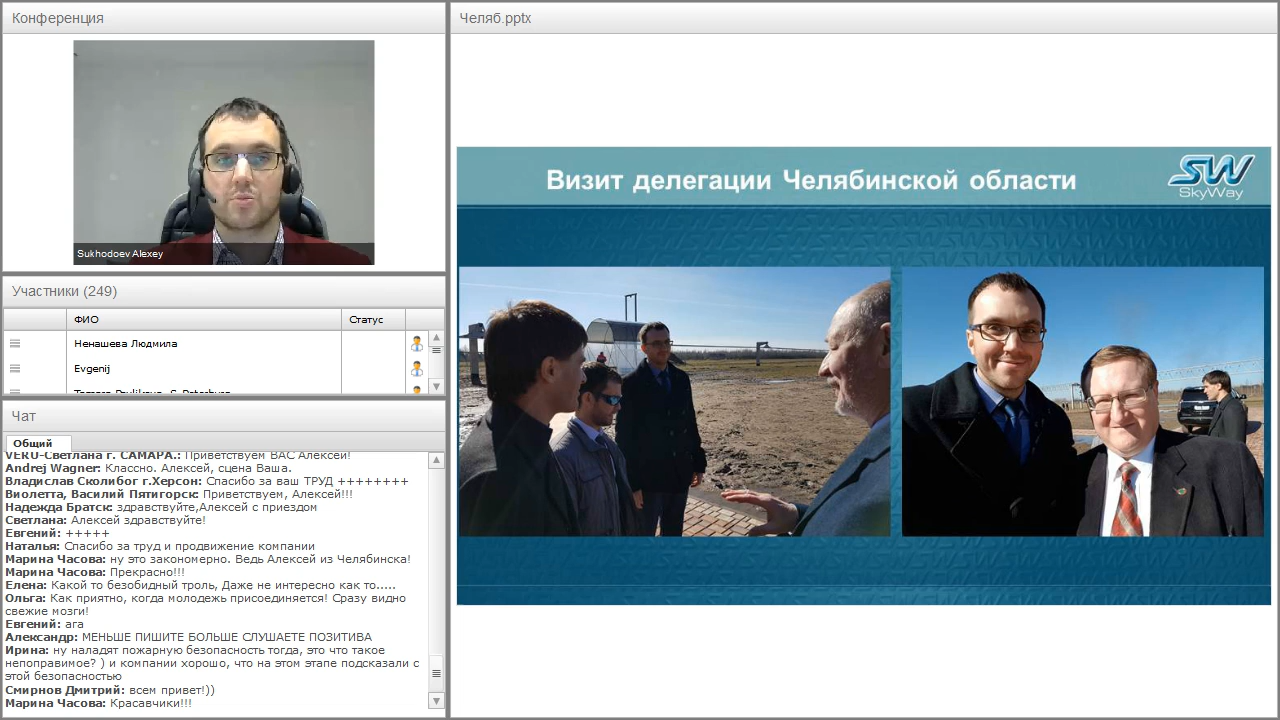 Конференция
Sukhodoev Alexey
Участники (249)
ФИО
Статус
Ненашева Людмила
Evgenij
Чат
Общий
VERU-Светлана г. САМАРА.: Приветствуем ВАС Алексей!
Andrej Wagner: Классно. Алексей, сцена Ваша.
Владислав Сколибог г.Херсон: Спасибо за ваш ТРУД ++++++++
Виолетта, Василий Пятигорск: Приветствуем, Алексей!!!
Надежда Братск: здравствуйте,Алексей с приездом
Светлана: Алексей здравствуйте!
Евгений: +++++
Наталья: Спасибо за труд и продвижение компании
Марина Часова: ну это закономерно. Ведь Алексей из Челябинска!
Марина Часова: Прекрасно!!!
Елена: Какой то безобидный троль, Даже не интересно как то.....
Ольга: Как приятно, когда молодежь присоединяется! Сразу видно
свежие мозги!
Евгений: ага
Александр: МЕНЬШЕ ПИШИТЕ БОЛЬШЕ СЛУШАЕТЕ ПОЗИТИВА
Ирина: ну наладят пожарную безопасность тогда, это что такое
непоправимое? ) и компании хорошо, что на этом этапе подсказали с
этой безопасностью
Смирнов Дмитрий: всем привет!))
Марина Часова: Красавчики!!!
Челяб.pptx
Визит делегации Челябинской области
SW
SkyWay